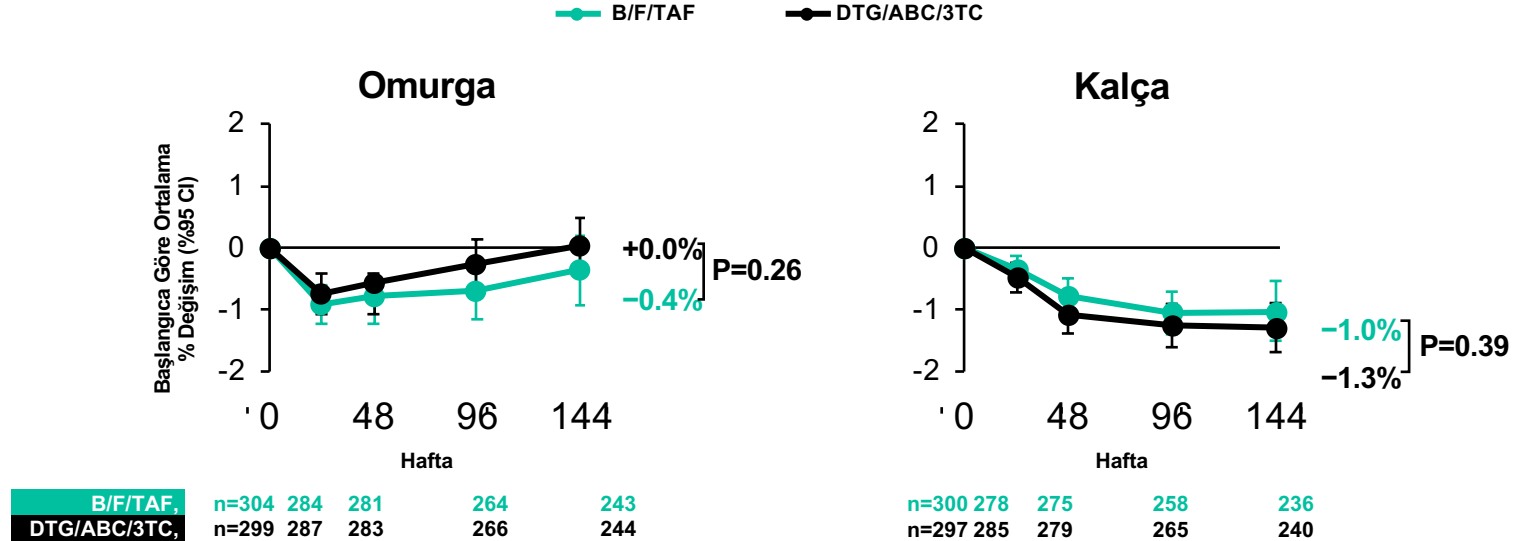 B/F/TAF DTG/ABC/3TC
Omurga
Kalça
Başlangıca Göre Ortalama
% Değişim (%95 CI)
2
1
0
-1
-2
+0.0%
−0.4%
P=0.26
' 0 48 96 144
Hafta
2
1
0
-1
-2
−1.0%
−1.3%
P=0.39
' 0 48 96 144
Hafta
B/F/TAF, n=304 284 281 264 243 n=300 278 275 258 236
DTG/ABC/3TC, n=299 287 283 266 244 n=297 285 279 265 240